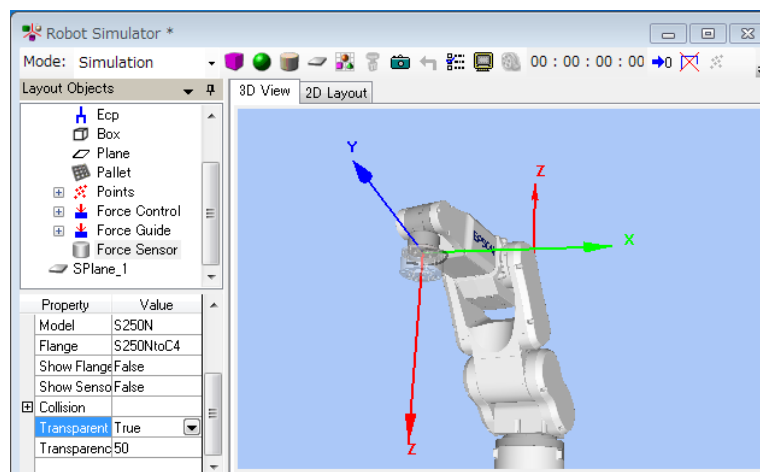 Robot Simulator *
Mode: Simulation 00 : 00 : 00 : 00 0
Layout Objects
3D View 2D Layout
Ecp
Box
Plane
Pallet
Points
Force Control
Force Guide
Force Sensor
SPlane_1
Property Value
Model S250N
Flange S250NtoC4
Show Flange False
Show Senso False
Collision
Transparent True
Transparenc 50
Y
Z
X
EPSON
Z